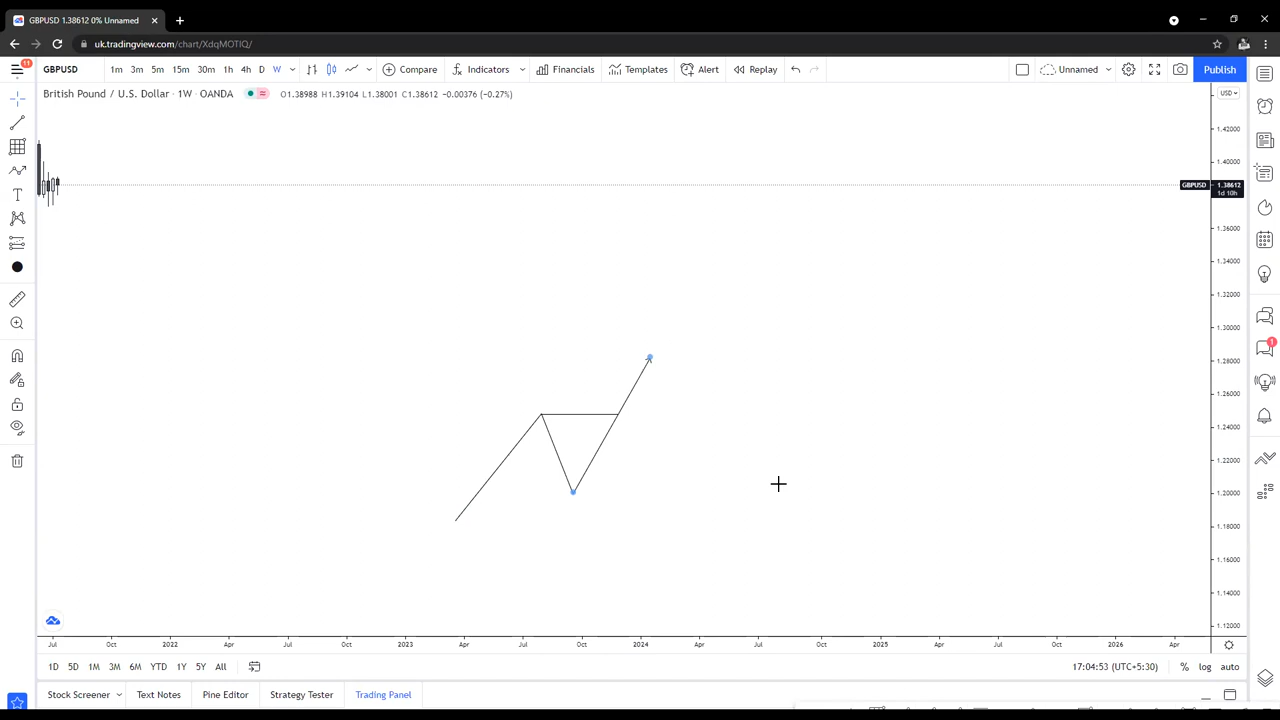 GBPUSD 1.38612 0% Unnamed
uk.tradingview.com/chart/XdqMOTIQ/
11
GBPUSD 1m 3m 5m 15m 30m 1h 4h D W Compare Indicators Financials Templates Alert Replay Unnamed Publish
British Pound / U.S. Dollar · 1W · OANDA O1.38988 H1.39104 L1.38001 C1.38612 −0.00376 (−0.27%)
USD
1.42000
1.40000
GBPUSD 1.38612
1d 10h
1.36000
1.34000
1.32000
1.30000
1
1.28000
1.26000
1.24000
1.22000
1.20000
1.18000
1.16000
1.14000
1.12000
Jul Oct 2022 Apr Jul Oct 2023 Apr Jul Oct 2024 Apr Jul Oct 2025 Apr Jul Oct 2026 Apr
1D 5D 1M 3M 6M YTD 1Y 5Y All 17:04:53 (UTC+5:30) % log auto
Stock Screener Text Notes Pine Editor Strategy Tester Trading Panel